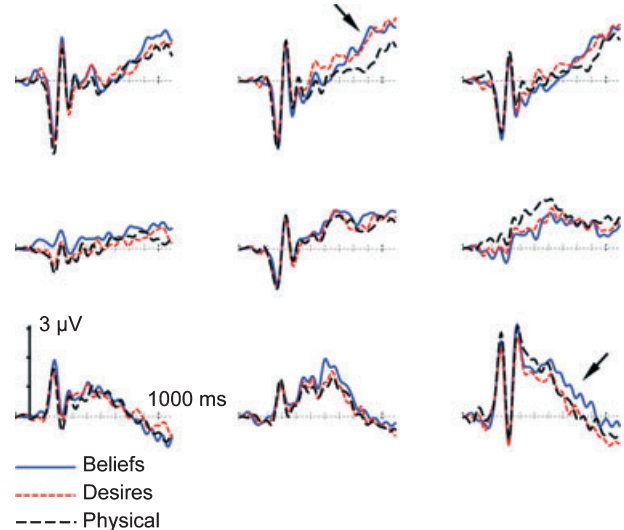 3 μV
1000 ms
Beliefs
Desires
Physical